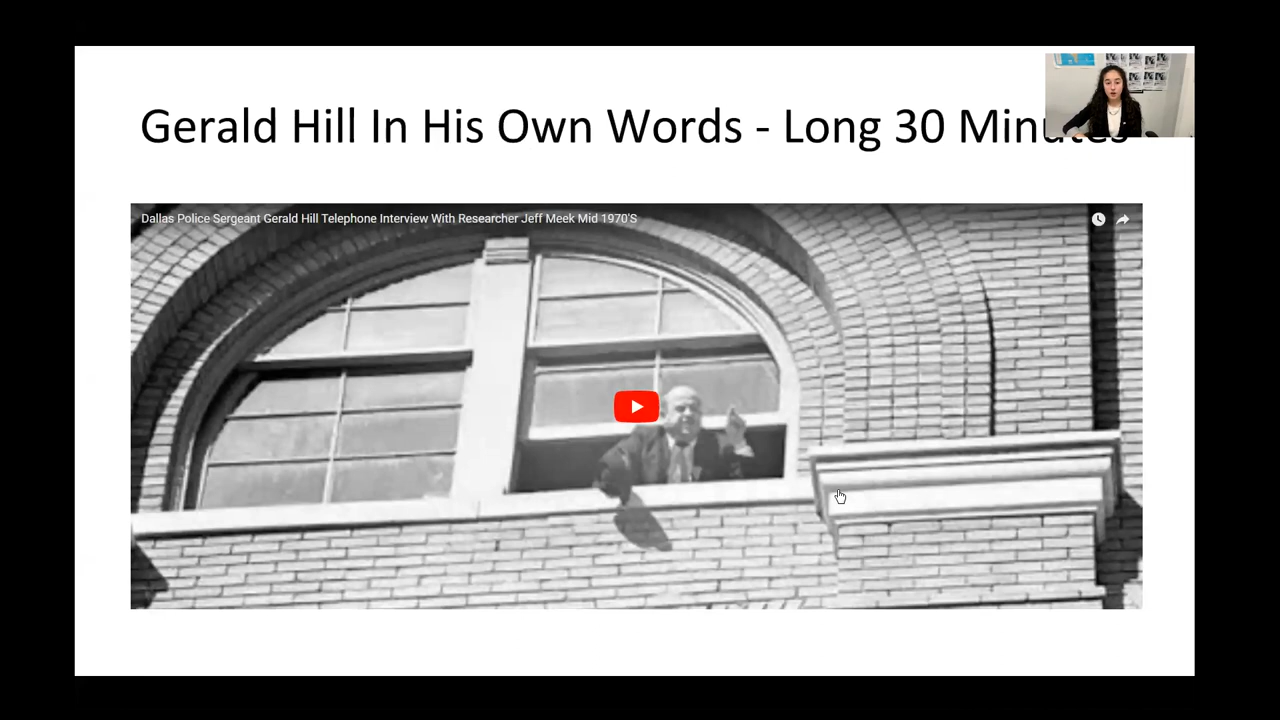 Gerald Hill In His Own Words - Long 30 Minutes
Dallas Police Sergeant Gerald Hill Telephone Interview With Researcher Jeff Meek Mid 1970'S